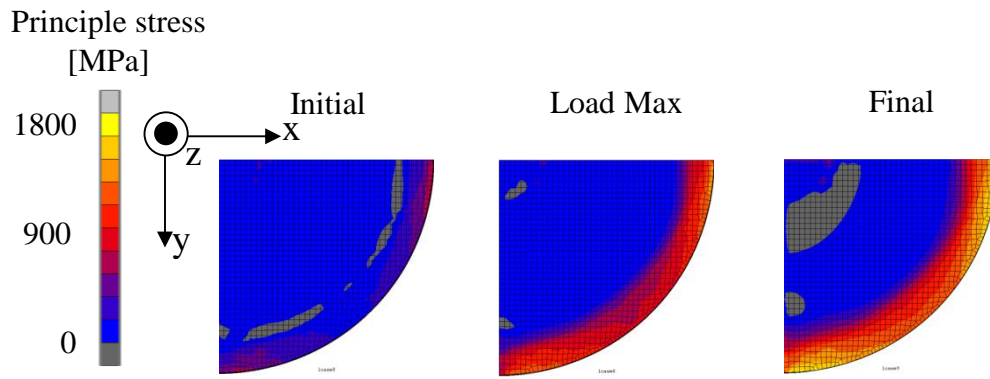 Principle stress
[MPa]
1800
900
0
x
z
y
Initial
Load Max
Final